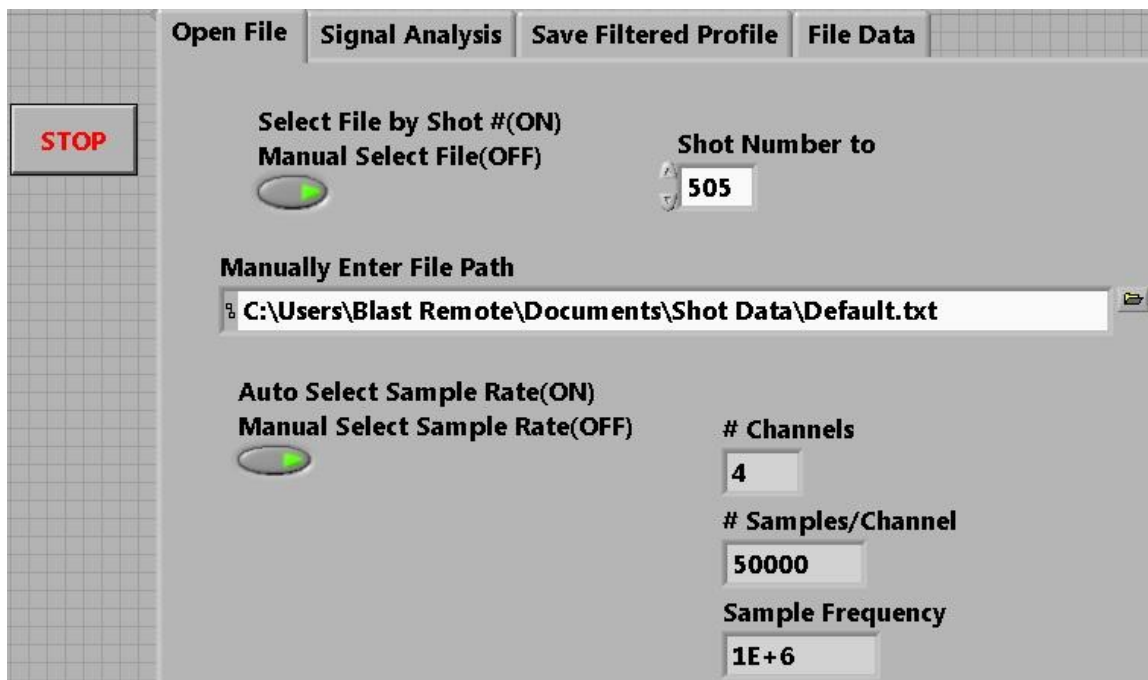 Open File
Signal Analysis
Save Filtered Profile
File Data
STOP
Select File by Shot #(ON)
Manual Select File(OFF)
Shot Number to
505
Manually Enter File Path
C:\Users\Blast Remote\Documents\Shot Data\Default.txt
Auto Select Sample Rate(ON)
Manual Select Sample Rate(OFF)
# Channels
4
# Samples/Channel
50000
Sample Frequency
1E+6